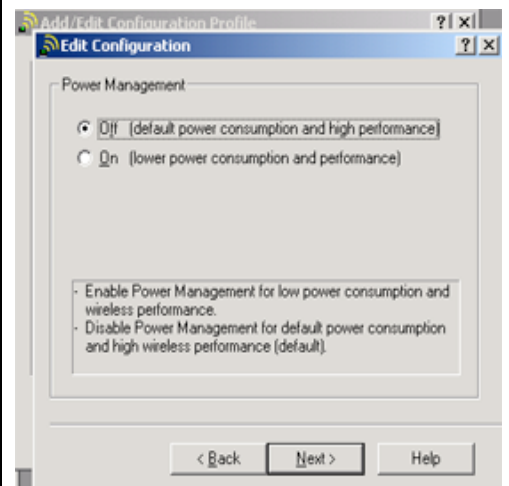 Add/Edit Configuration Profile
Edit Configuration
Power Management
Off (default power consumption and high performance)
On (lower power consumption and performance)
- Enable Power Management for low power consumption and
wireless performance.
- Disable Power Management for default power consumption
and high wireless performance (default).
< Back
Next >
Help